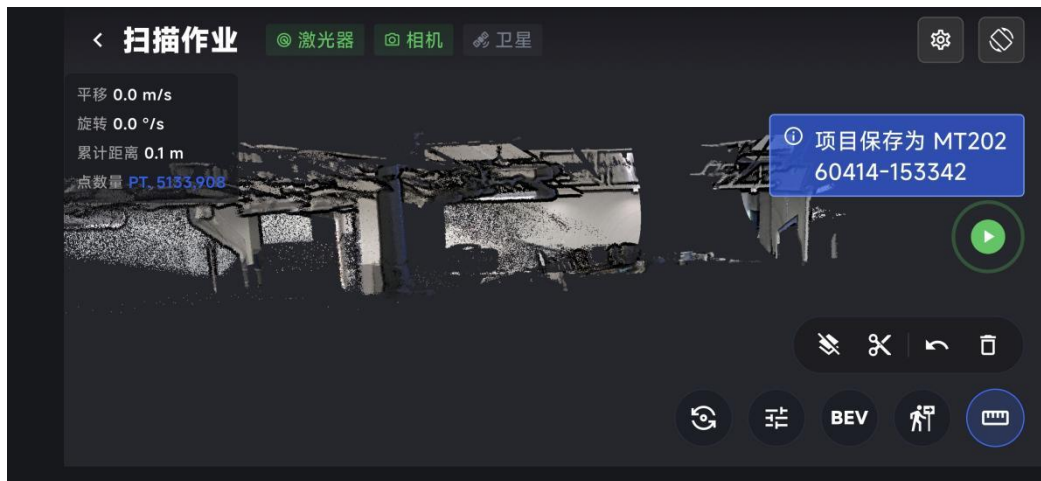 扫描作业
激光器
相机
卫星
平移 0.0 m/s
旋转 0.0 °/s
累计距离 0.1 m
点数量 PT. 5133,908
项目保存为 MT202
60414-153342
BEV